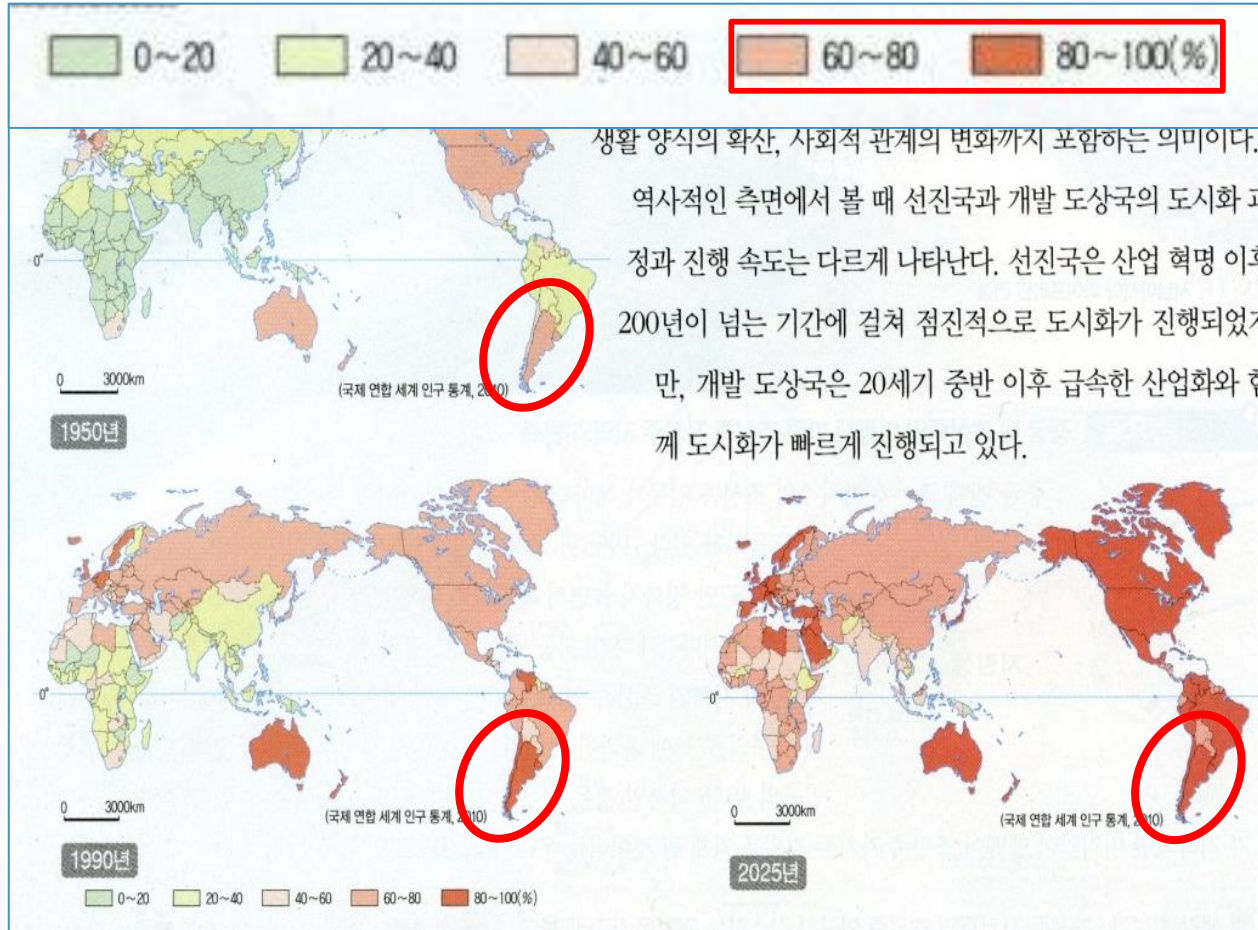 0~20 20~40 40~60 60~80 80~100(%)
생활 양식의 확산, 사회적 관계의 변화까지 포함하는 의미이다.
역사적인 측면에서 볼 때 선진국과 개발 도상국의 도시화 과
정과 진행 속도는 다르게 나타난다. 선진국은 산업 혁명 이후
200년이 넘는 기간에 걸쳐 점진적으로 도시화가 진행되었지
만, 개발 도상국은 20세기 중반 이후 급속한 산업화와 함
께 도시화가 빠르게 진행되고 있다.
0°
0 3000km
(국제 연합 세계 인구 통계, 2010)
1950년
0°
0 3000km
(국제 연합 세계 인구 통계, 2010)
1990년
0~20 20~40 40~60 60~80 80~100(%)
0°
0 3000km
(국제 연합 세계 인구 통계, 2010)
2025년